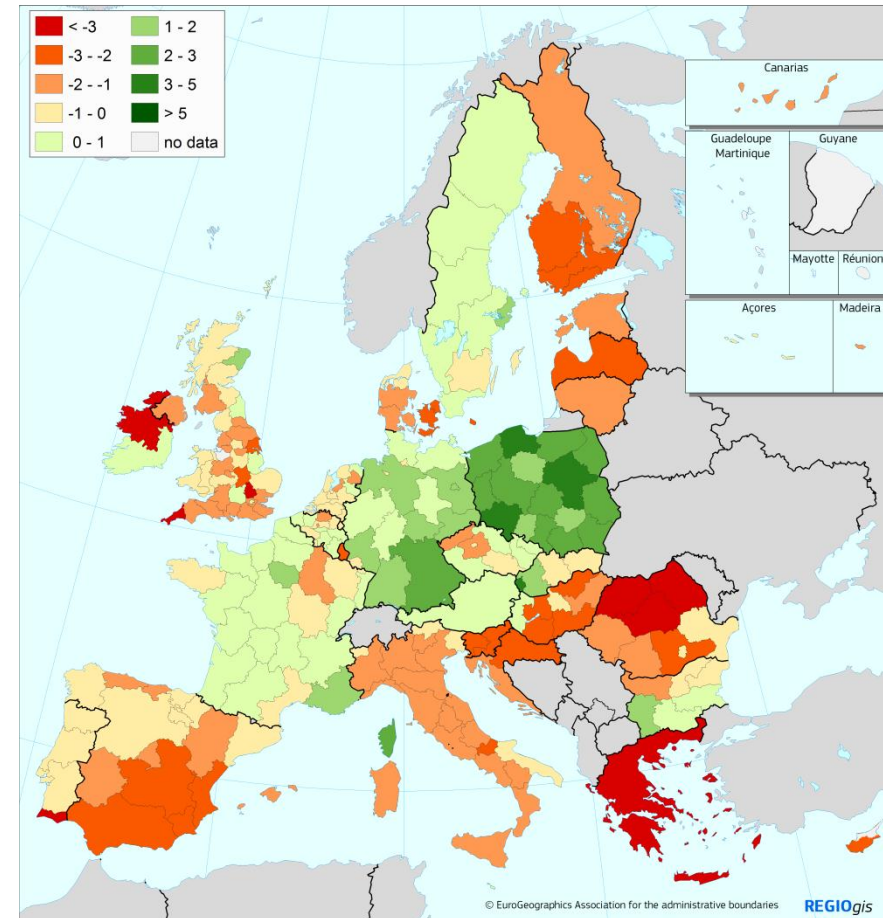 < -3
-3 - -2
-2 - -1
-1 - 0
0 - 1
1 - 2
2 - 3
3 - 5
> 5
no data
Canarias
Guadeloupe
Martinique
Guyane
Mayotte
Réunion
Açores
Madeira
© EuroGeographics Association for the administrative boundaries
REGIOgis